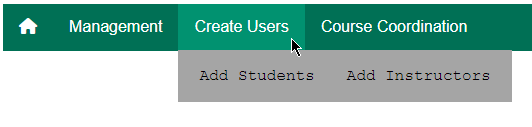 Management Create Users Course Coordination
Add Students Add Instructors